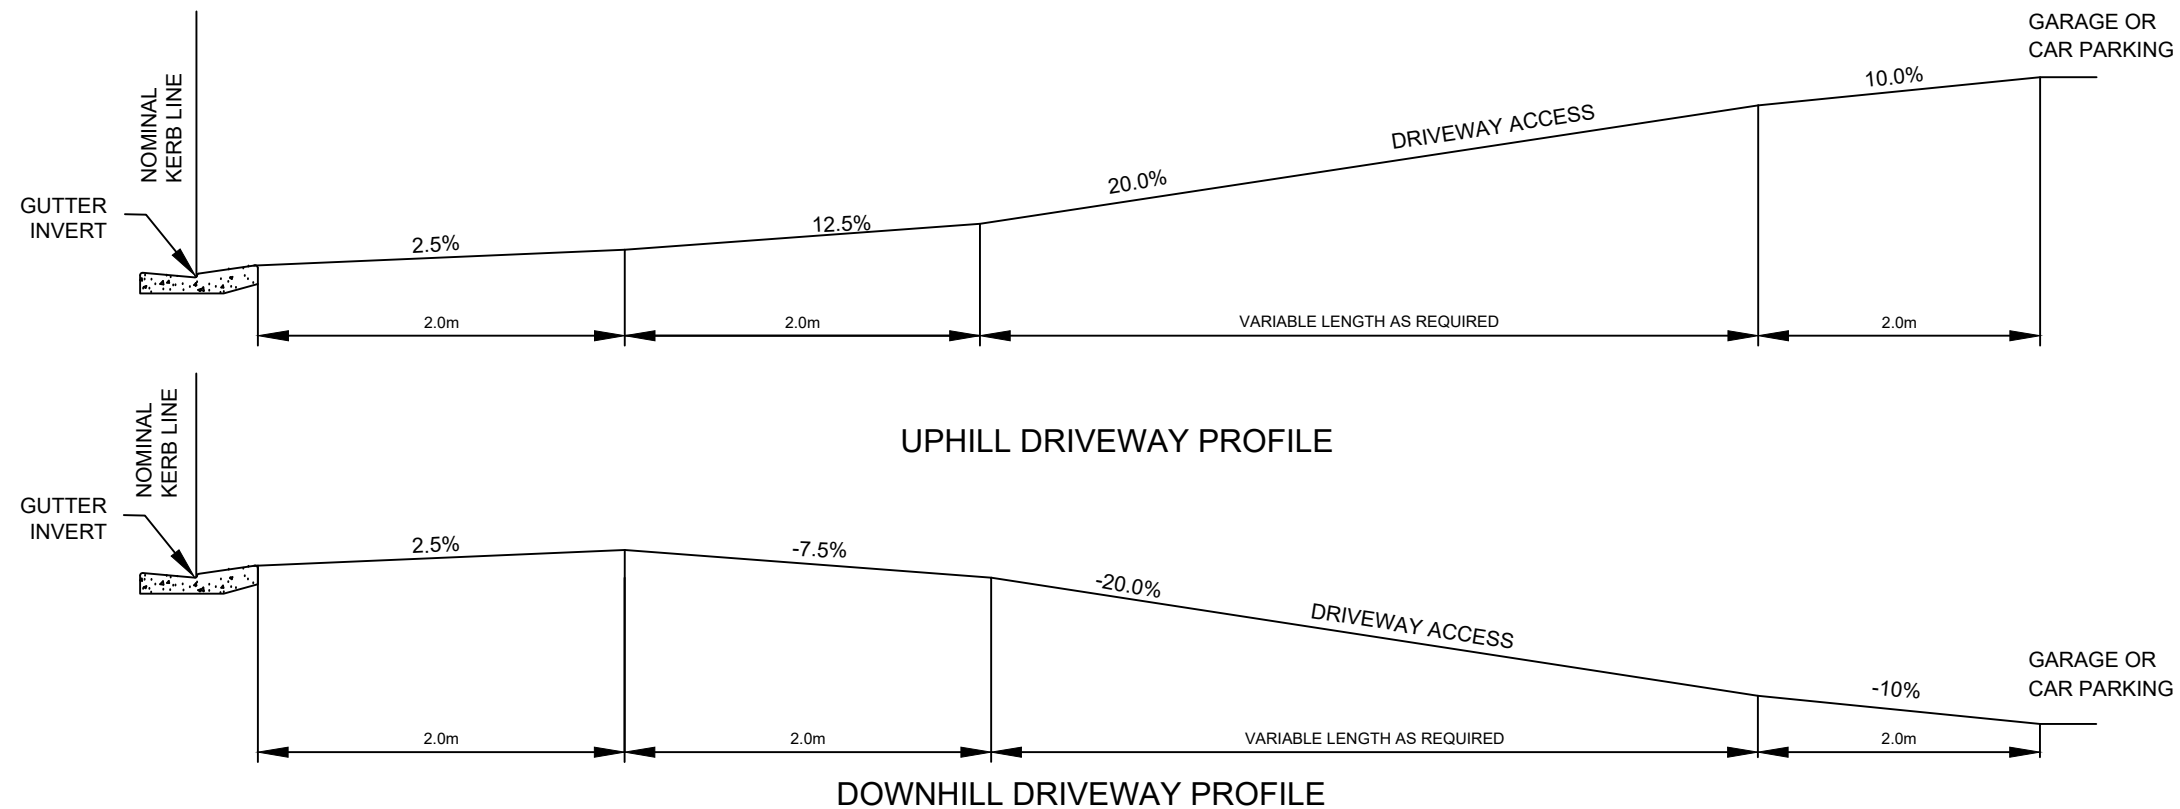 GARAGE OR
CAR PARKING
10.0%
NOMINAL
KERB LINE
DRIVEWAY ACCESS
20.0%
GUTTER
INVERT
12.5%
2.5%
2.0m
2.0m
VARIABLE LENGTH AS REQUIRED
2.0m
UPHILL DRIVEWAY PROFILE
NOMINAL
KERB LINE
GUTTER
INVERT
2.5%
-7.5%
-20.0%
DRIVEWAY ACCESS
GARAGE OR
CAR PARKING
-10%
2.0m
2.0m
VARIABLE LENGTH AS REQUIRED
2.0m
DOWNHILL DRIVEWAY PROFILE